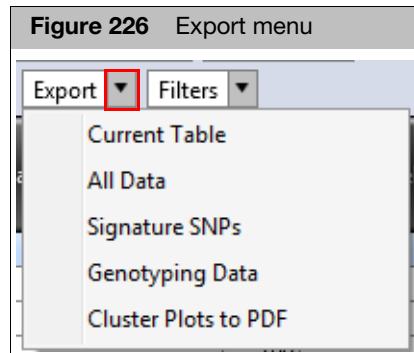 Figure 226 Export menu
Export Filters
Current Table
All Data
Signature SNPs
Genotyping Data
Cluster Plots to PDF